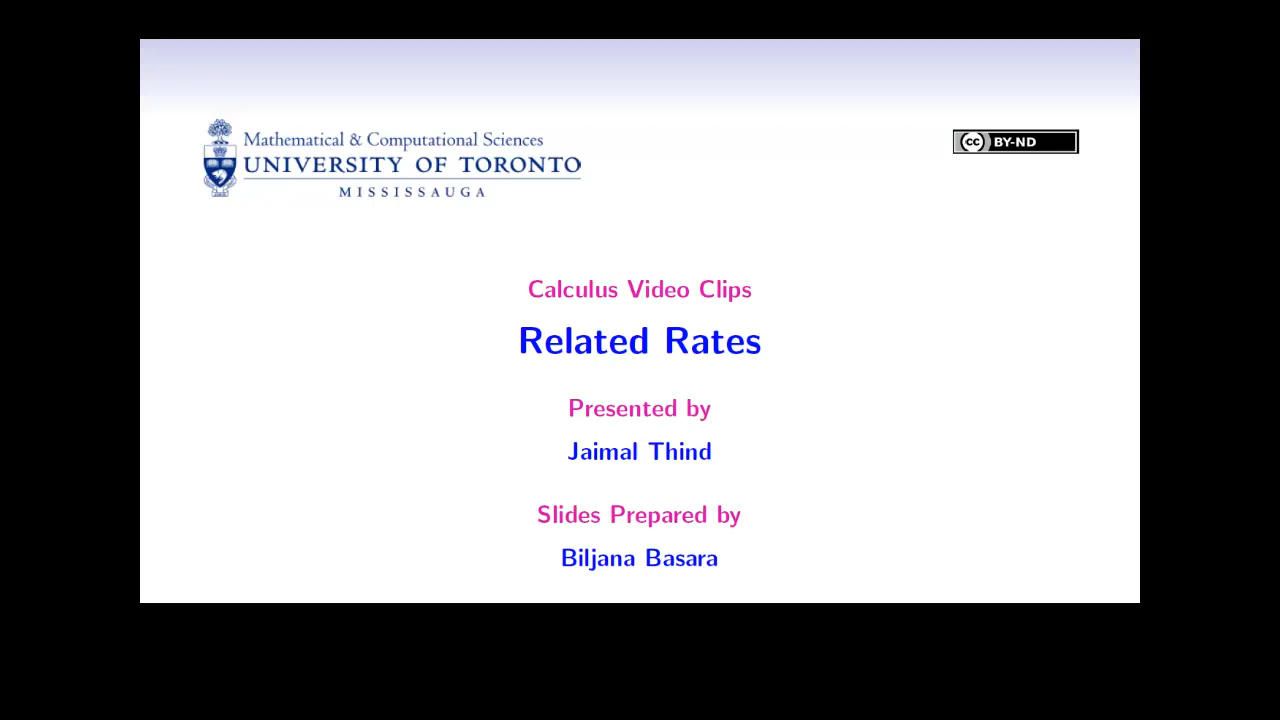 Mathematical & Computational Sciences
UNIVERSITY OF TORONTO
MISSISSAUGA
cc BY-ND
Calculus Video Clips
Related Rates
Presented by
Jaimal Thind
Slides Prepared by
Biljana Basara